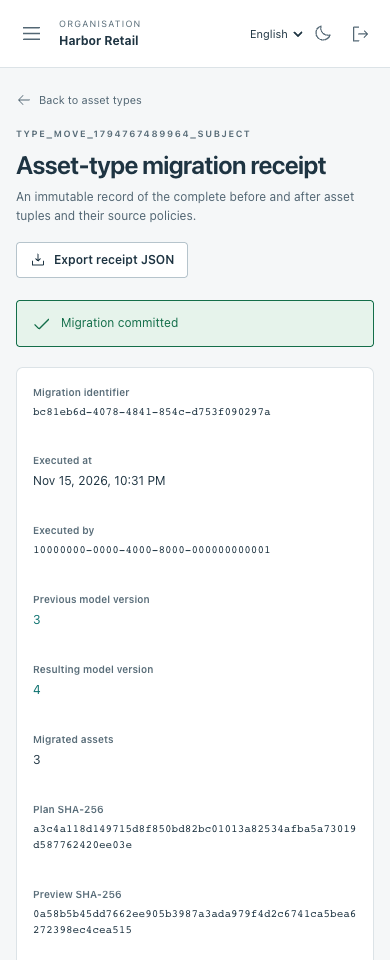 ORGANISATION
Harbor Retail
English
Back to asset types
TYPE_MOVE_1794767489964_SUBJECT
Asset-type migration receipt
An immutable record of the complete before and after asset
tuples and their source policies.
Export receipt JSON
Migration committed
Migration identifier
bc81eb6d-4078-4841-854c-d753f090297a
Executed at
Nov 15, 2026, 10:31 PM
Executed by
10000000-0000-4000-8000-000000000001
Previous model version
3
Resulting model version
4
Migrated assets
3
Plan SHA-256
a3c4a118d149715d8f850bd82bc01013a82534afba5a73019
d587762420ee03e
Preview SHA-256
0a58b5b45dd7662ee905b3987a3ada979f4d2c6741ca5bea6
272398ec4cea515